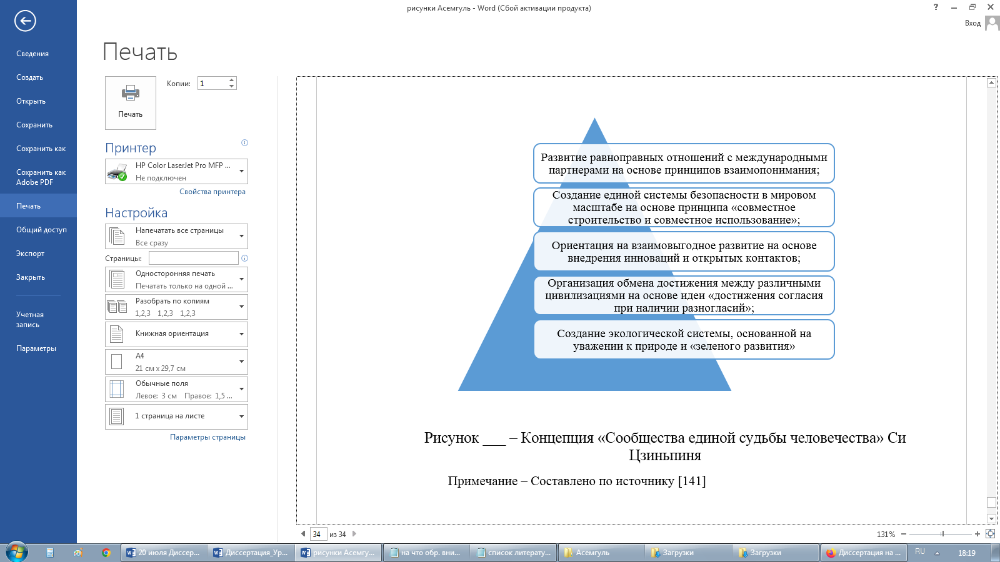 рисунки Асемгуль - Word (Сбой активации продукта)
Вход
Сведения
Создать
Открыть
Сохранить
Сохранить как
Сохранить как
Adobe PDF
Печать
Общий доступ
Экспорт
Закрыть
Учетная
запись
Параметры
Печать
Печать
Копии: 1
Принтер
HP Color LaserJet Pro MFP ...
Не подключен
Свойства принтера
Настройка
Напечатать все страницы
Все сразу
Страницы:
Односторонняя печать
Печатать только на одной ...
Разобрать по копиям
1,2,3 1,2,3 1,2,3
Книжная ориентация
A4
21 см x 29,7 см
Обычные поля
Левое: 3 см Правое: 1,5 ...
1 страница на листе
Параметры страницы
Развитие равноправных отношений с международными
партнерами на основе принципов взаимопонимания;
Создание единой системы безопасности в мировом
масштабе на основе принципа «совместное
строительство и совместное использование»;
Ориентация на взаимовыгодное развитие на основе
внедрения инноваций и открытых контактов;
Организация обмена достижения между различными
цивилизациями на основе идеи «достижения согласия
при наличии разногласий»;
Создание экологической системы, основанной на
уважении к природе и «зеленого развития»
Рисунок ___ – Концепция «Сообщества единой судьбы человечества» Си
Цзиньпиня
Примечание – Составлено по источнику [141]
34 из 34
131%
20 июля Диссер...
Диссертация_Ур...
рисунки Асемгу...
на что обр. вни...
список литерату...
Асемгуль
Загрузки
Загрузки
Диссертация на ...
RU
18:19